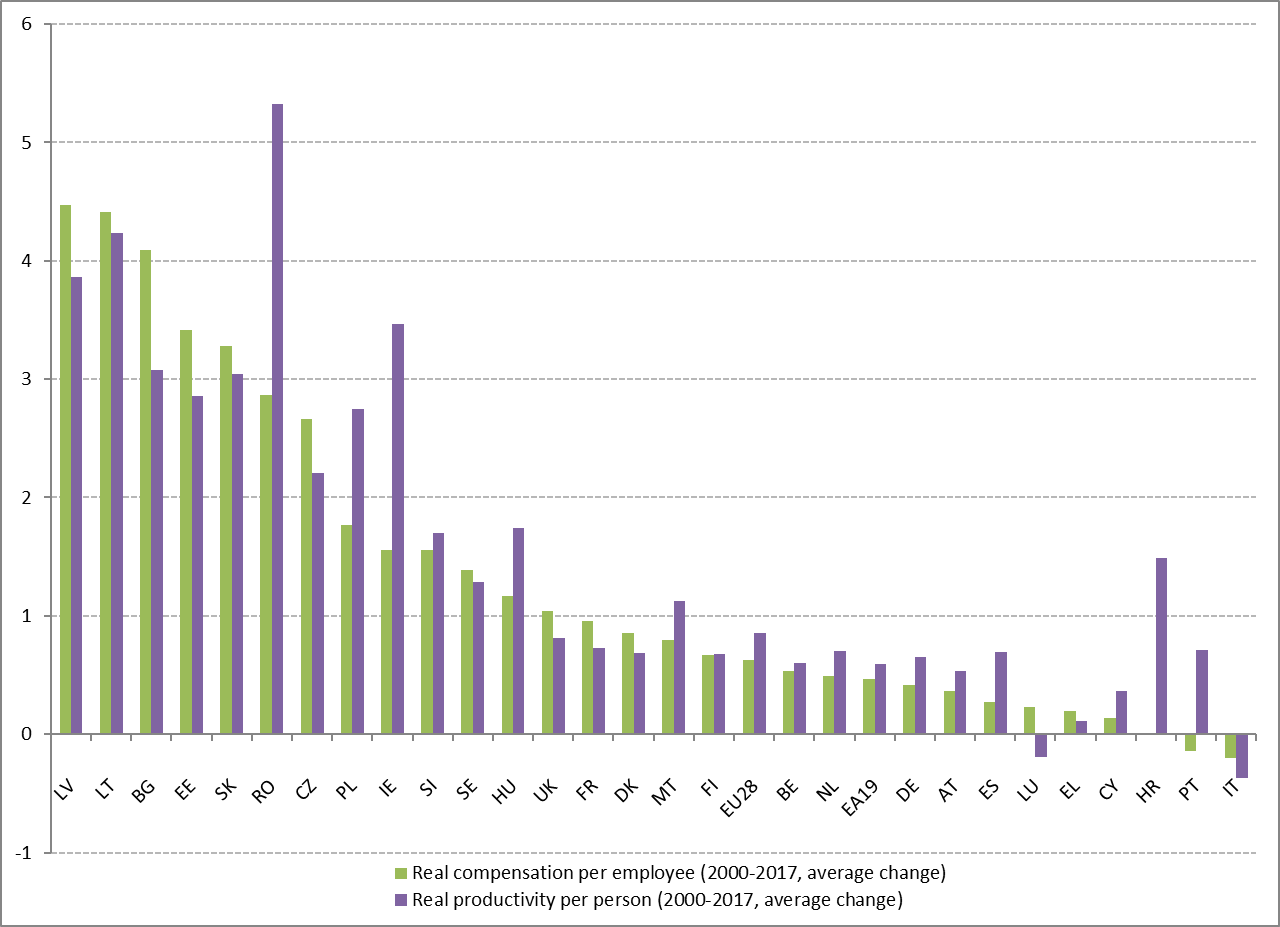 6
5
4
3
2
1
0
-1
LV LT BG EE SK RO CZ PL IE SI SE HU UK FR DK MT FI EU28 BE NL EA19 DE AT ES LU EL CY HR PT IT
Real compensation per employee (2000-2017, average change)
Real productivity per person (2000-2017, average change)